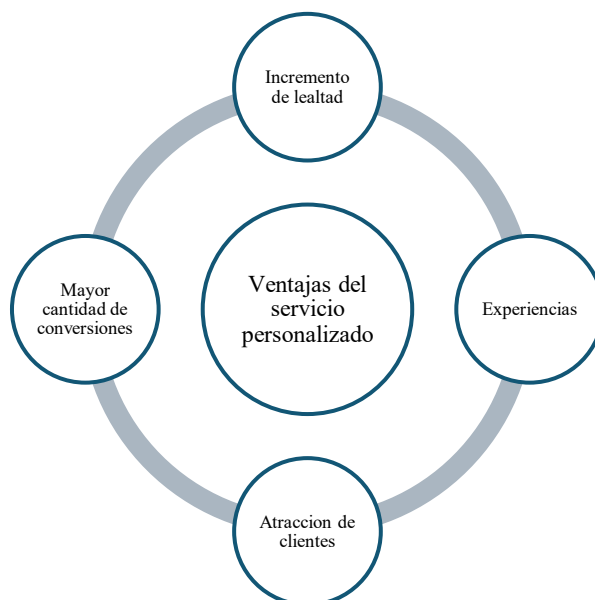 Incremento
de lealtad
Mayor
cantidad de
conversiones
Ventajas del
servicio
personalizado
Experiencias
Atraccion de
clientes